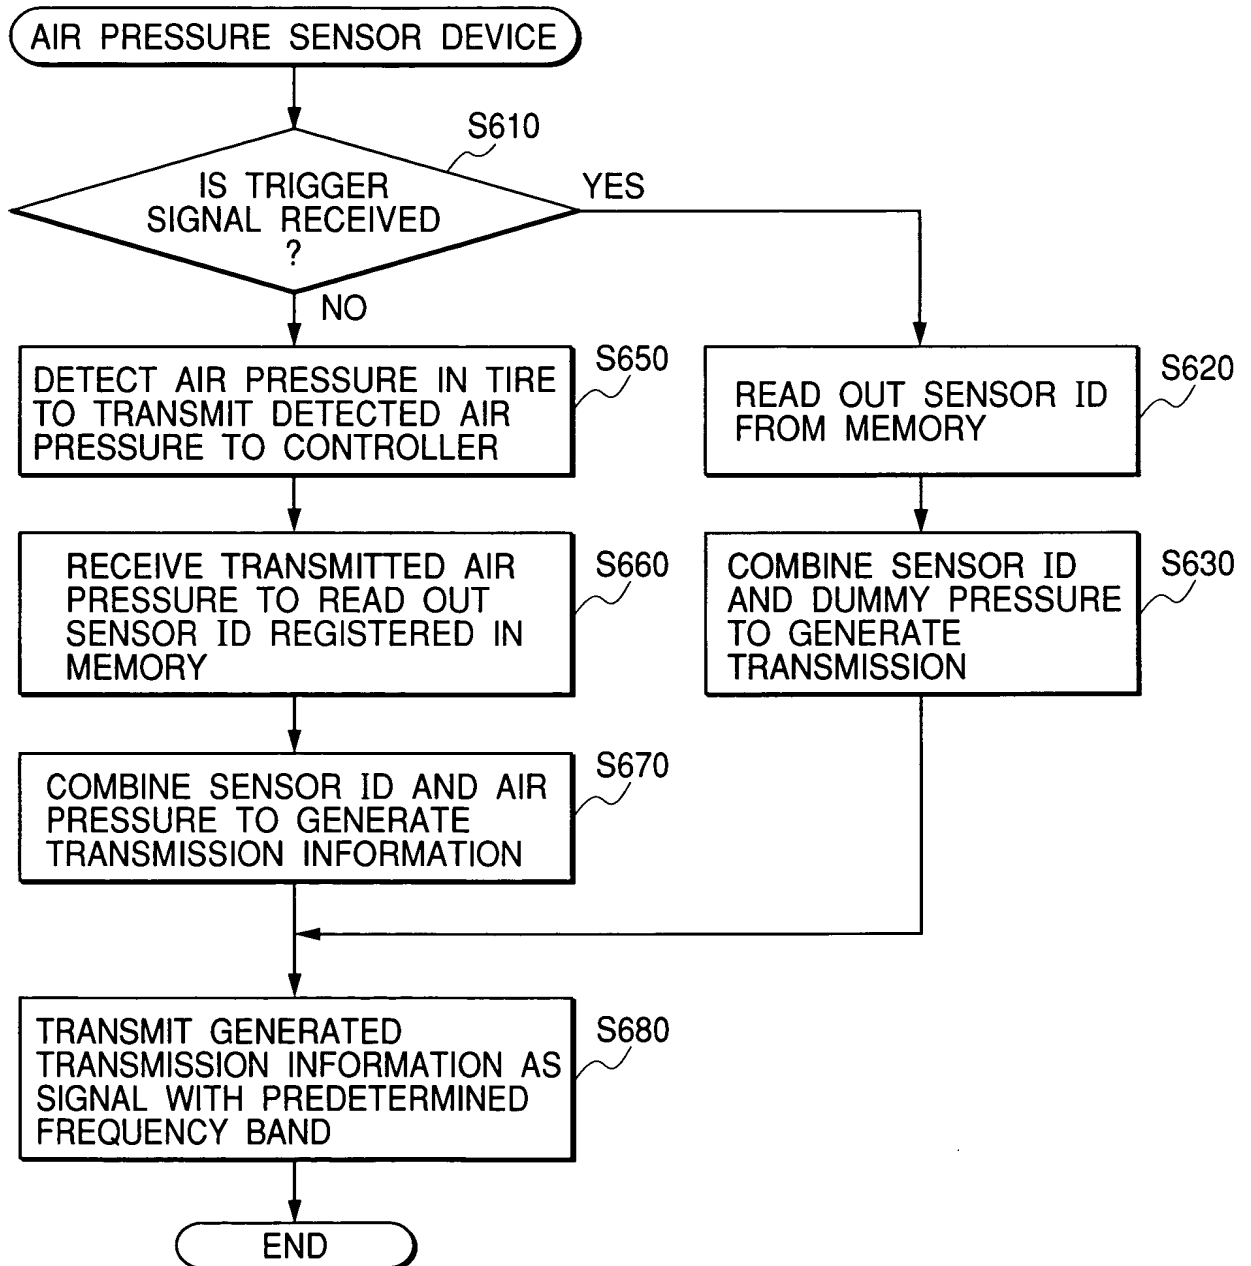 AIR PRESSURE SENSOR DEVICE
S610
IS TRIGGER
SIGNAL RECEIVED
?
YES
NO
S650
DETECT AIR PRESSURE IN TIRE
TO TRANSMIT DETECTED AIR
PRESSURE TO CONTROLLER
S620
READ OUT SENSOR ID
FROM MEMORY
S660
RECEIVE TRANSMITTED AIR
PRESSURE TO READ OUT
SENSOR ID REGISTERED IN
MEMORY
S630
COMBINE SENSOR ID
AND DUMMY PRESSURE
TO GENERATE
TRANSMISSION
S670
COMBINE SENSOR ID AND AIR
PRESSURE TO GENERATE
TRANSMISSION INFORMATION
S680
TRANSMIT GENERATED
TRANSMISSION INFORMATION AS
SIGNAL WITH PREDETERMINED
FREQUENCY BAND
END